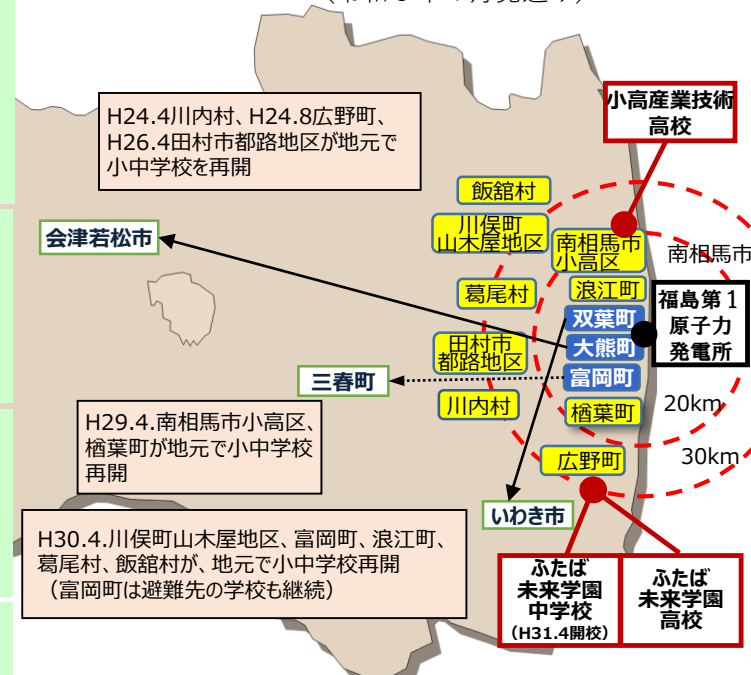 小高産業技術
高校
H24.4川内村、H24.8広野町、
H26.4田村市都路地区が地元で
小中学校を再開
飯舘村
川俣町
山木屋地区
会津若松市
南相馬市
小高区
南相馬市
葛尾村
浪江町
福島第1
原子力
発電所
双葉町
大熊町
田村市
都路地区
三春町
富岡町
川内村
楢葉町
20km
H29.4.南相馬市小高区、
楢葉町が地元で小中学校
再開
30km
広野町
いわき市
H30.4.川俣町山木屋地区、富岡町、浪江町、
葛尾村、飯舘村が、地元で小中学校再開
(富岡町は避難先の学校も継続)
ふたば
未来学園
中学校
(H31.4開校)
ふたば
未来学園
高校